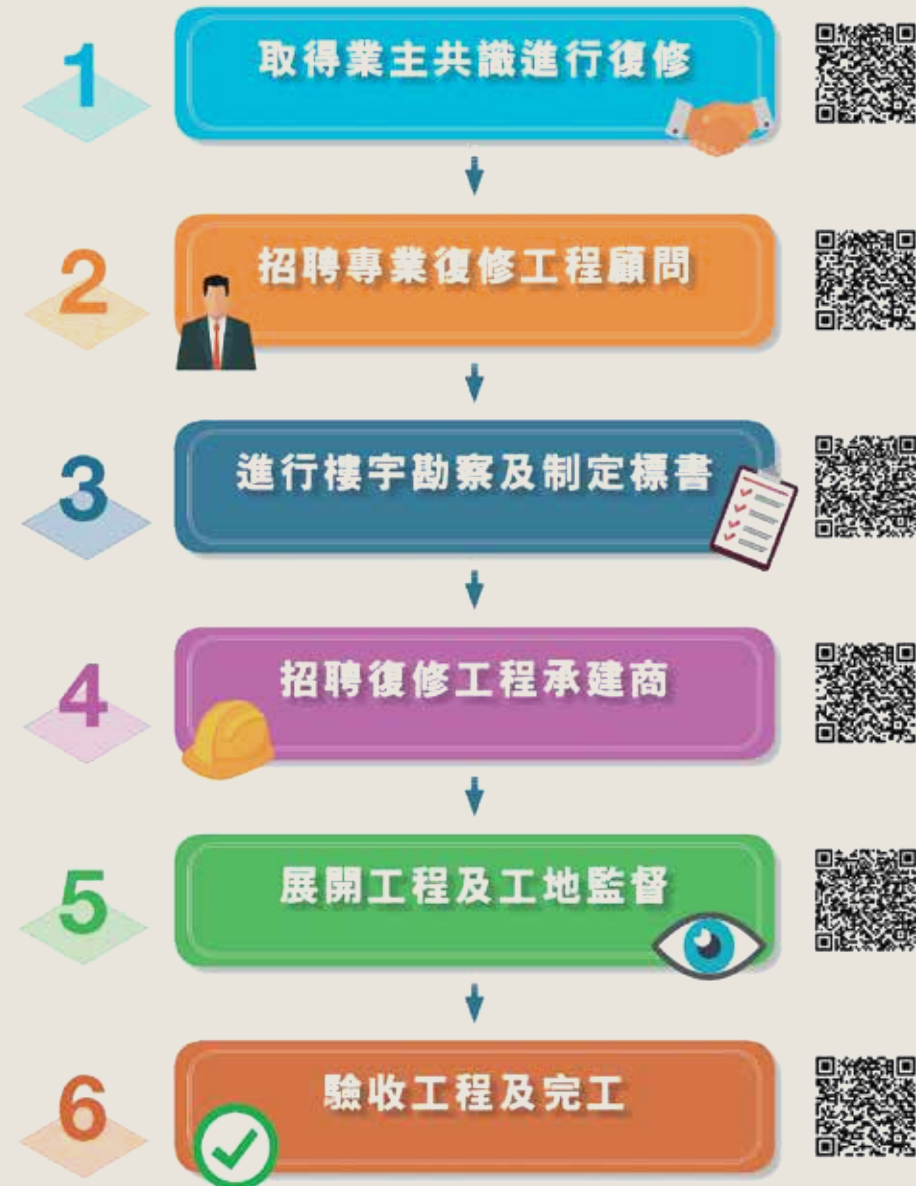 1
取得業主共識進行復修
2
招聘專業復修工程顧問
3
進行樓宇勘察及制定標書
4
招聘復修工程承建商
5
展開工程及工地監督
6
驗收工程及完工